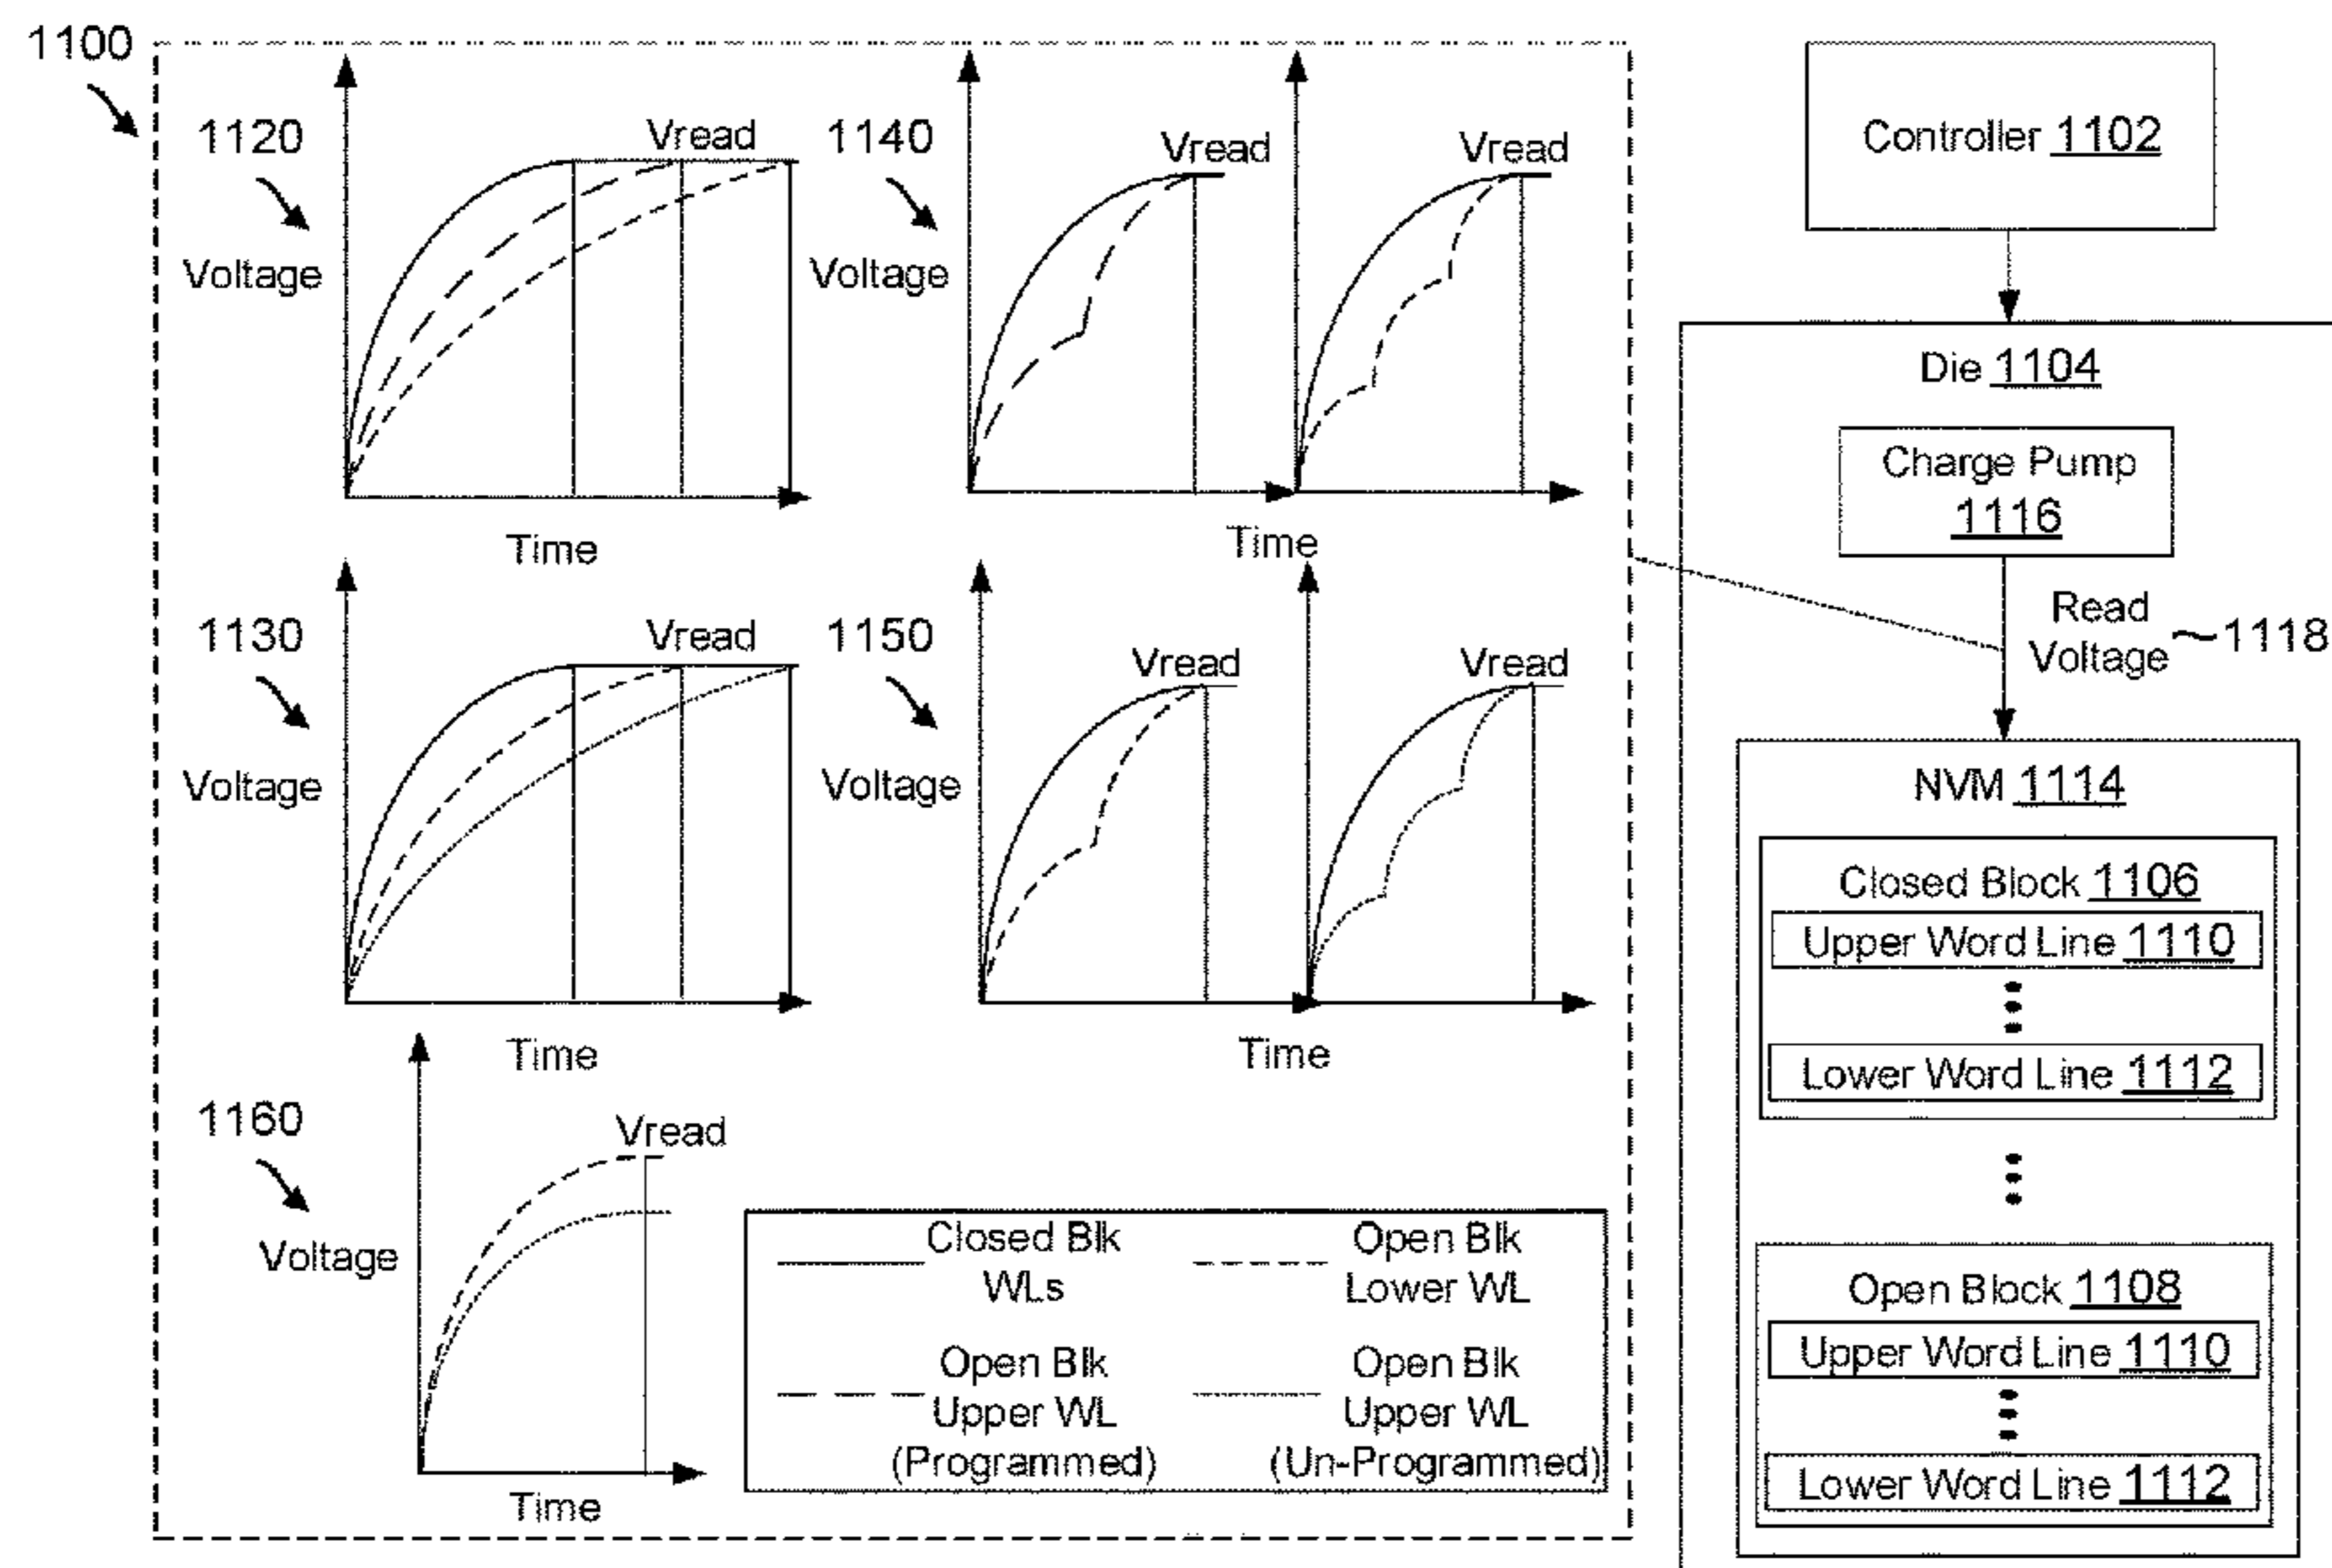 1100
1120
Vread
Voltage
Time
1140
Vread
Vread
Voltage
Time
1130
Vread
Voltage
Time
1150
Vread
Vread
Voltage
Time
1160
Vread
Voltage
Time
Closed Blk
WLs
Open Blk
Lower WL
Open Blk
Upper WL
(Programmed)
Open Blk
Upper WL
(Un-Programmed)
Controller 1102
Die 1104
Charge Pump
1116
Read
Voltage
1118
NVM 1114
Closed Block 1106
Upper Word Line 1110
Lower Word Line 1112
Open Block 1108
Upper Word Line 1110
Lower Word Line 1112